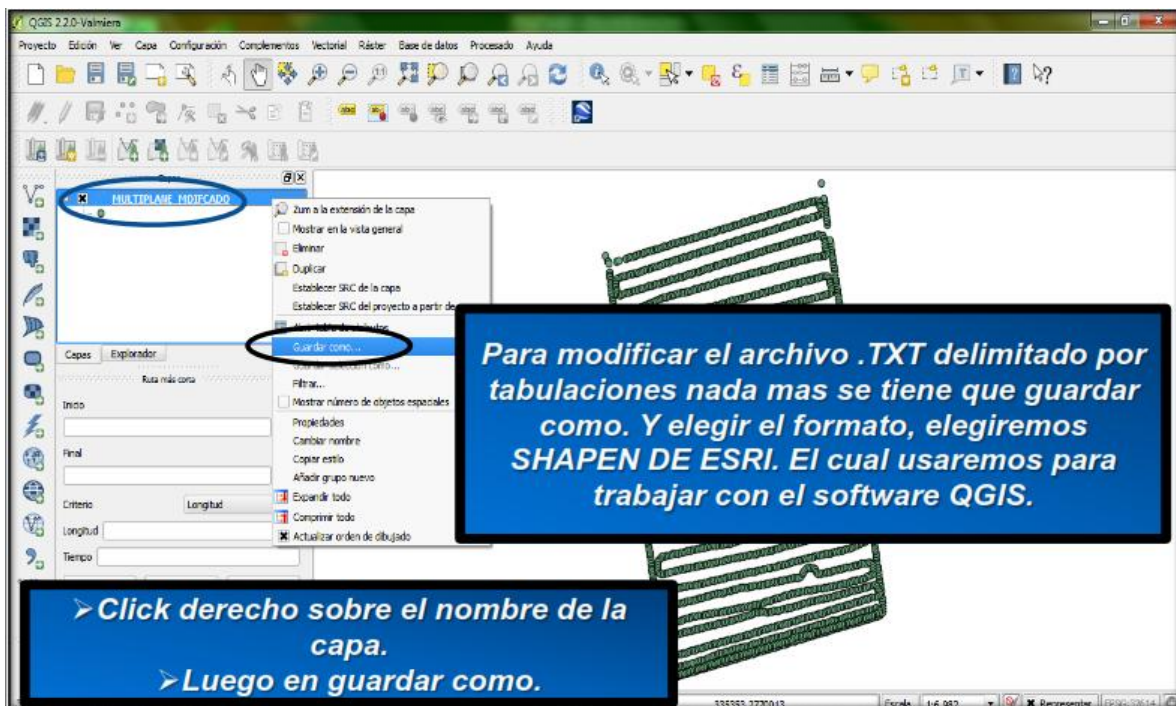 QGIS 2.2.0-Valmiera
Proyecto Edición Ver Capa Configuración Complementos Vectorial Ráster Base de datos Procesado Ayuda
Capas
MULTIPLANE MDIFCADO
Zum a la extensión de la capa
Mostrar en la vista general
Eliminar
Duplicar
Establecer SRC de la capa
Establecer SRC del proyecto a partir de
Guardar como...
Filtrar...
Mostrar número de objetos espaciales
Propiedades
Cambiar nombre
Copiar estilo
Añadir grupo nuevo
Expandir todo
Comprimir todo
Actualizar orden de dibujado
Capas Explorador
Ruta más corta
Inicio
Final
Criterio Longitud
Longitud
Tiempo
Para modificar el archivo .TXT delimitado por
tabulaciones nada mas se tiene que guardar
como. Y elegir el formato, elegiremos
SHAPEN DE ESRI. El cual usaremos para
trabajar con el software QGIS.
➢Click derecho sobre el nombre de la
capa.
➢Luego en guardar como.
Escala 1:6.982 Representar